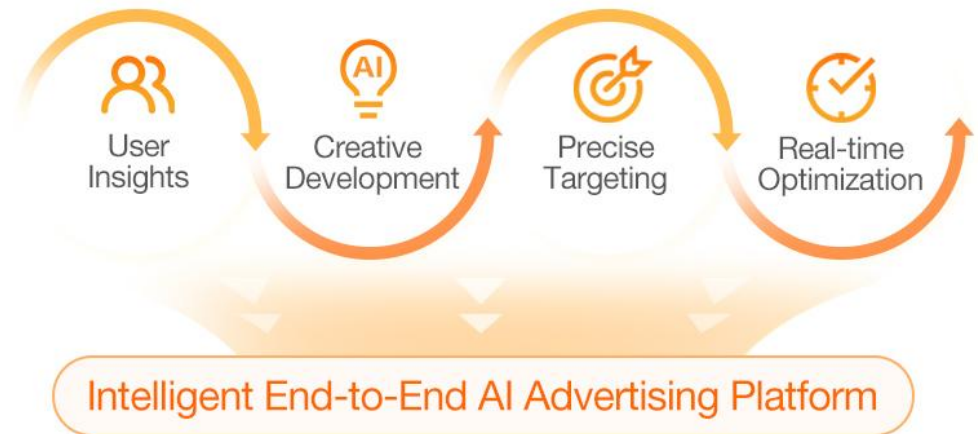 User
Insights
AI
Creative
Development
Precise
Targeting
Real-time
Optimization
Intelligent End-to-End AI Advertising Platform